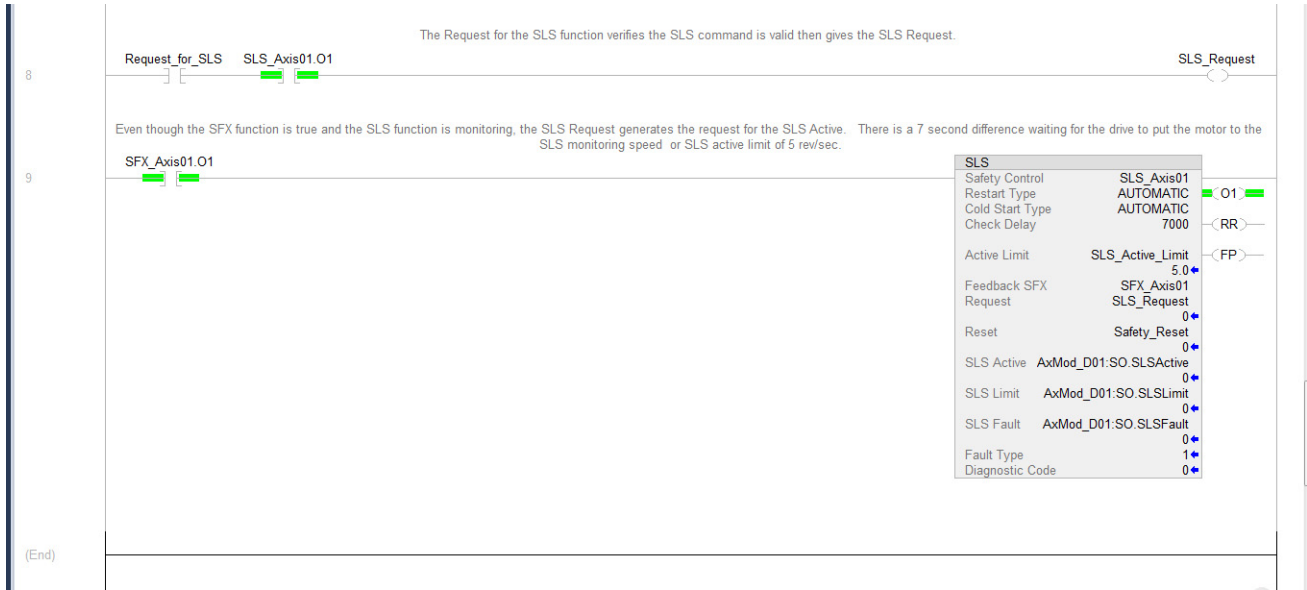 The Request for the SLS function verifies the SLS command is valid then gives the SLS Request.
Request_for_SLS SLS_Axis01.O1 SLS_Request
8
Even though the SFX function is true and the SLS function is monitoring, the SLS Request generates the request for the SLS Active. There is a 7 second difference waiting for the drive to put the motor to the
SLS monitoring speed or SLS active limit of 5 rev/sec.
SFX_Axis01.O1
9
SLS
Safety Control SLS_Axis01
Restart Type AUTOMATIC O1
Cold Start Type AUTOMATIC
Check Delay 7000 RR
Active Limit SLS_Active_Limit FP
5.0
Feedback SFX SFX_Axis01
Request SLS_Request
0
Reset Safety_Reset
0
SLS Active AxMod_D01:SO.SLSActive
0
SLS Limit AxMod_D01:SO.SLSLimit
0
SLS Fault AxMod_D01:SO.SLSFault
0
Fault Type 1
Diagnostic Code 0
(End)